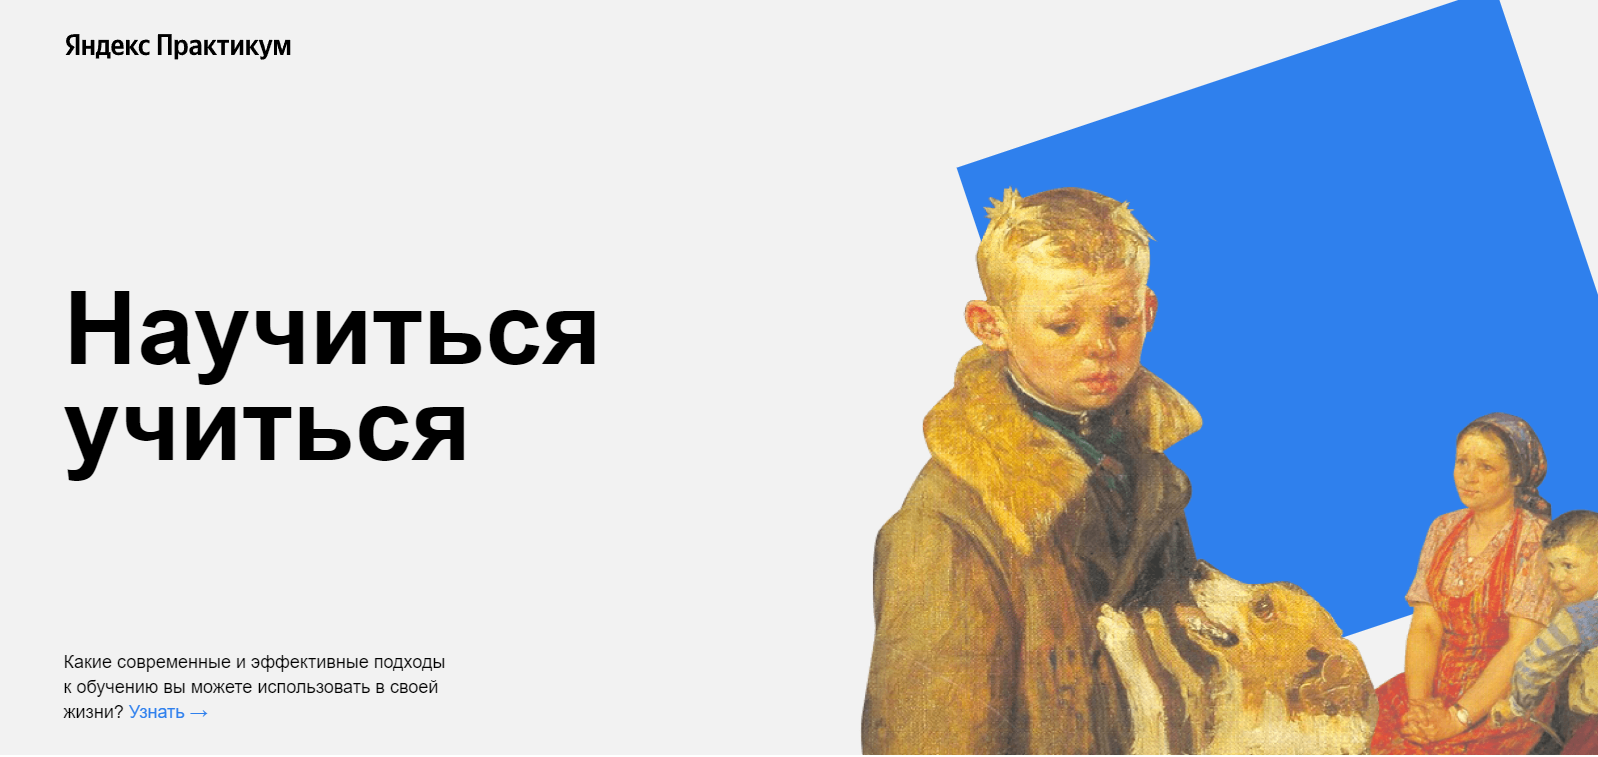 Яндекс Практикум
Научиться
учиться
Какие современные и эффективные подходы
к обучению вы можете использовать в своей
жизни? Узнать →